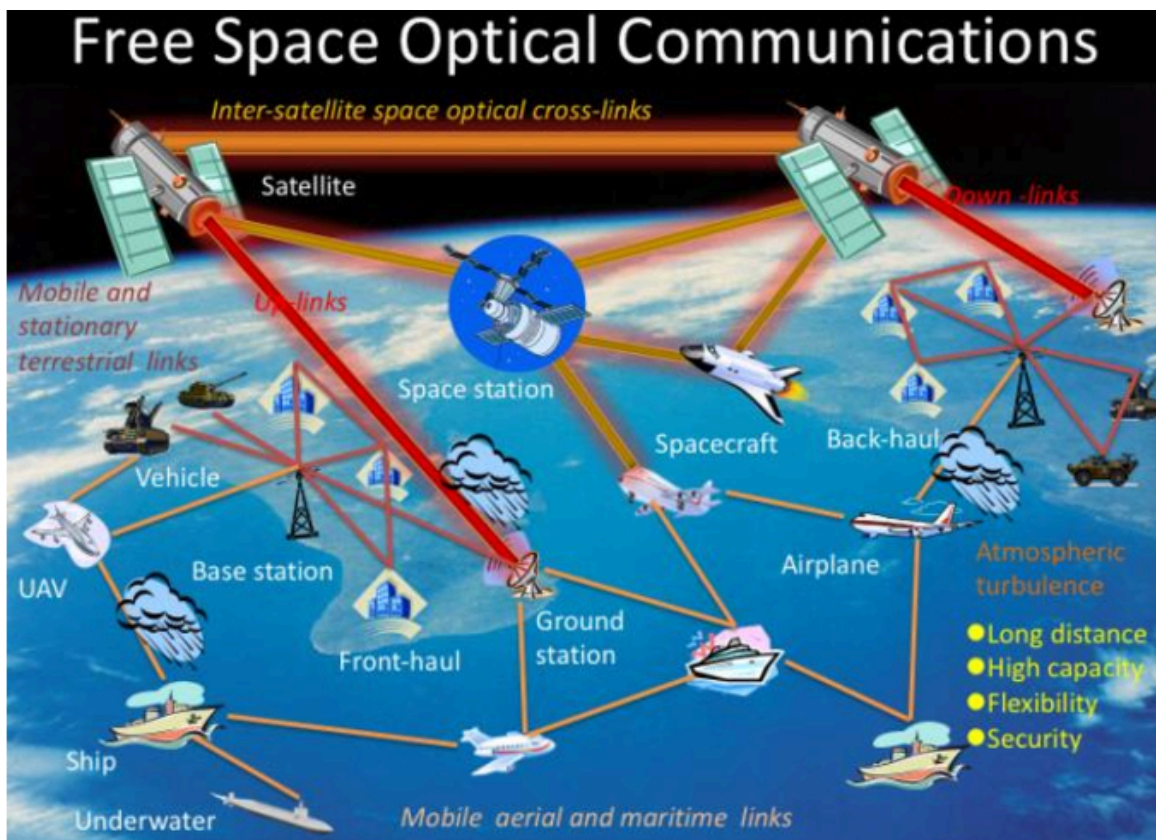 Free Space Optical Communications
Inter-satellite space optical cross-links
Satellite
Down -links
Mobile and
stationary
terrestrial links
Up-links
Space station
Spacecraft
Back-haul
Vehicle
UAV
Base station
Airplane
Atmospheric
turbulence
Front-haul
Ground
station
Long distance
High capacity
Flexibility
Security
Ship
Underwater
Mobile aerial and maritime links